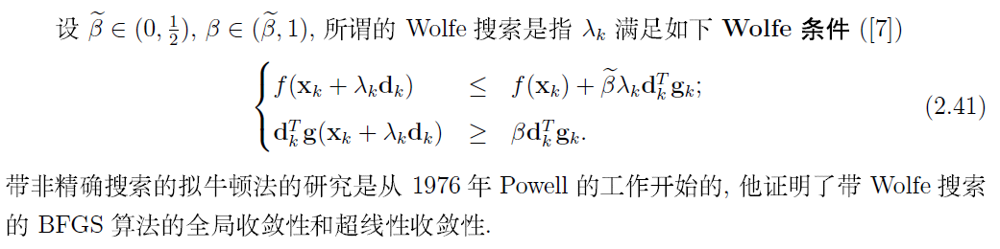 设 $\widetilde{\beta} \in (0, \frac{1}{2})$, $\beta \in (\widetilde{\beta}, 1)$, 所谓的 Wolfe 搜索是指 $\lambda_k$ 满足如下 Wolfe 条件 ([7])
$$\begin{cases} f(\mathbf{x}_k + \lambda_k \mathbf{d}_k) & \leq & f(\mathbf{x}_k) + \widetilde{\beta} \lambda_k \mathbf{d}_k^T \mathbf{g}_k; \\ \mathbf{d}_k^T \mathbf{g}(\mathbf{x}_k + \lambda_k \mathbf{d}_k) & \geq & \beta \mathbf{d}_k^T \mathbf{g}_k. \end{cases} \quad (2.41)$$
带非精确搜索的拟牛顿法的研究是从 1976 年 Powell 的工作开始的, 他证明了带 Wolfe 搜索
的 BFGS 算法的全局收敛性和超线性收敛性.